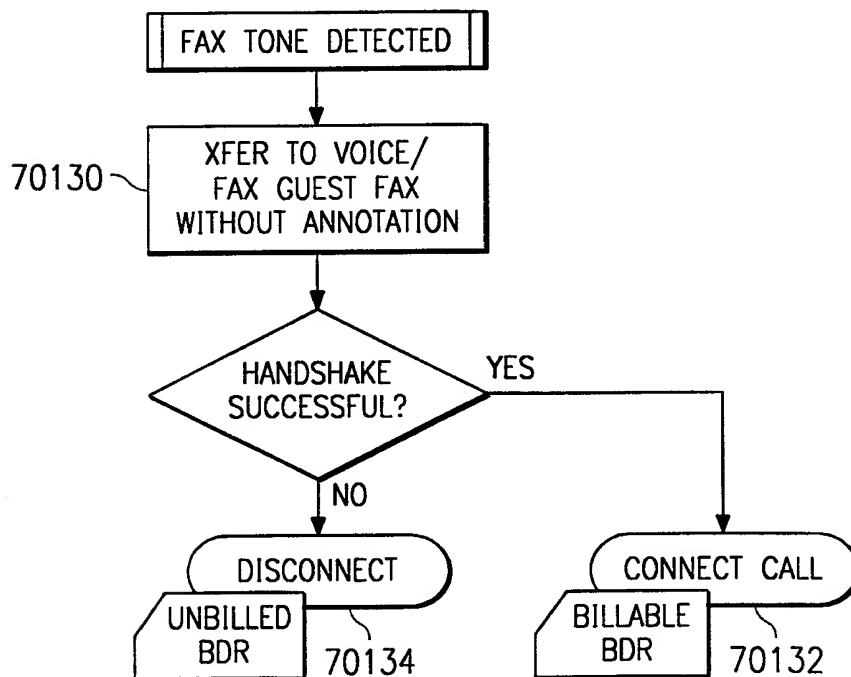 FAX TONE DETECTED
70130
XFER TO VOICE/
FAX GUEST FAX
WITHOUT ANNOTATION
HANDSHAKE
SUCCESSFUL?
YES
NO
DISCONNECT
UNBILLED
BDR
70134
CONNECT CALL
BILLABLE
BDR
70132